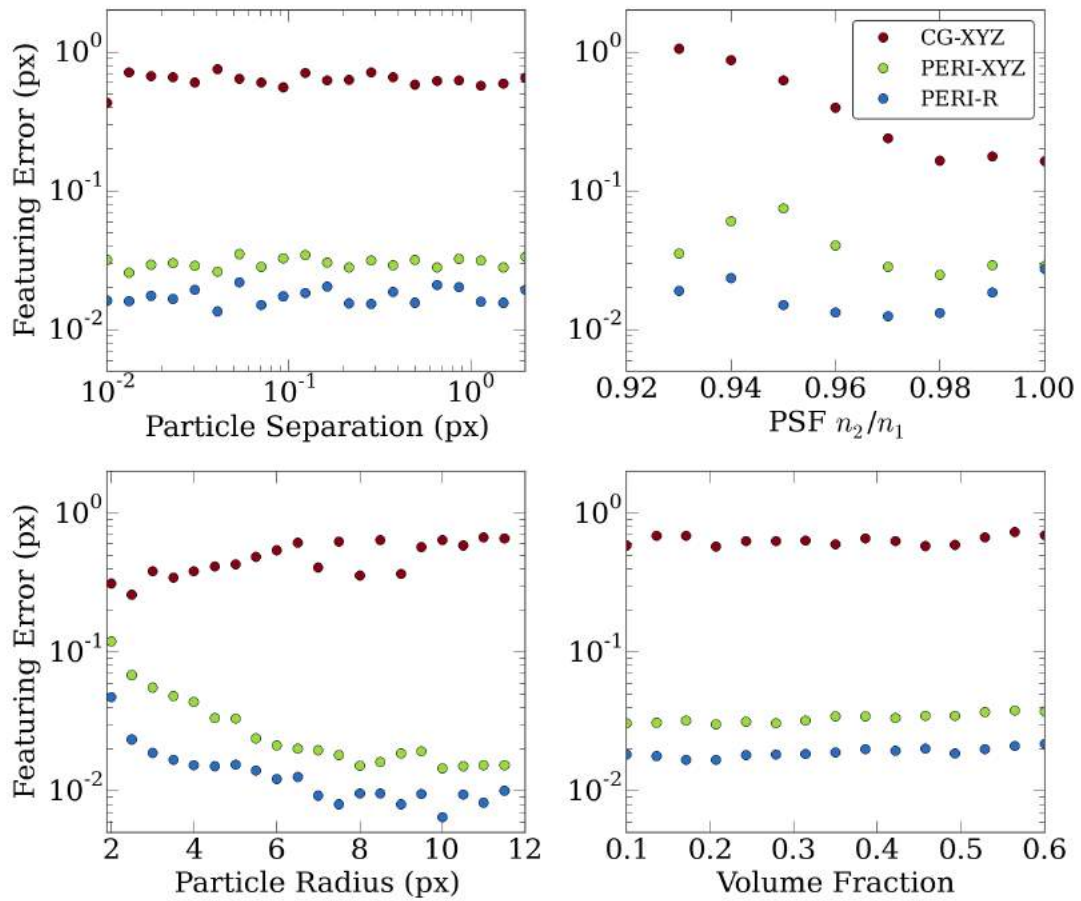 Featuring Error (px)
10^0
10^-1
10^-2
10^-2 10^-1 10^0
Particle Separation (px)
CG-XYZ
PERI-XYZ
PERI-R
10^0
10^-1
10^-2
0.92 0.94 0.96 0.98 1.00
PSF n_2/n_1
Featuring Error (px)
10^0
10^-1
10^-2
2 4 6 8 10 12
Particle Radius (px)
10^0
10^-1
10^-2
0.1 0.2 0.3 0.4 0.5 0.6
Volume Fraction